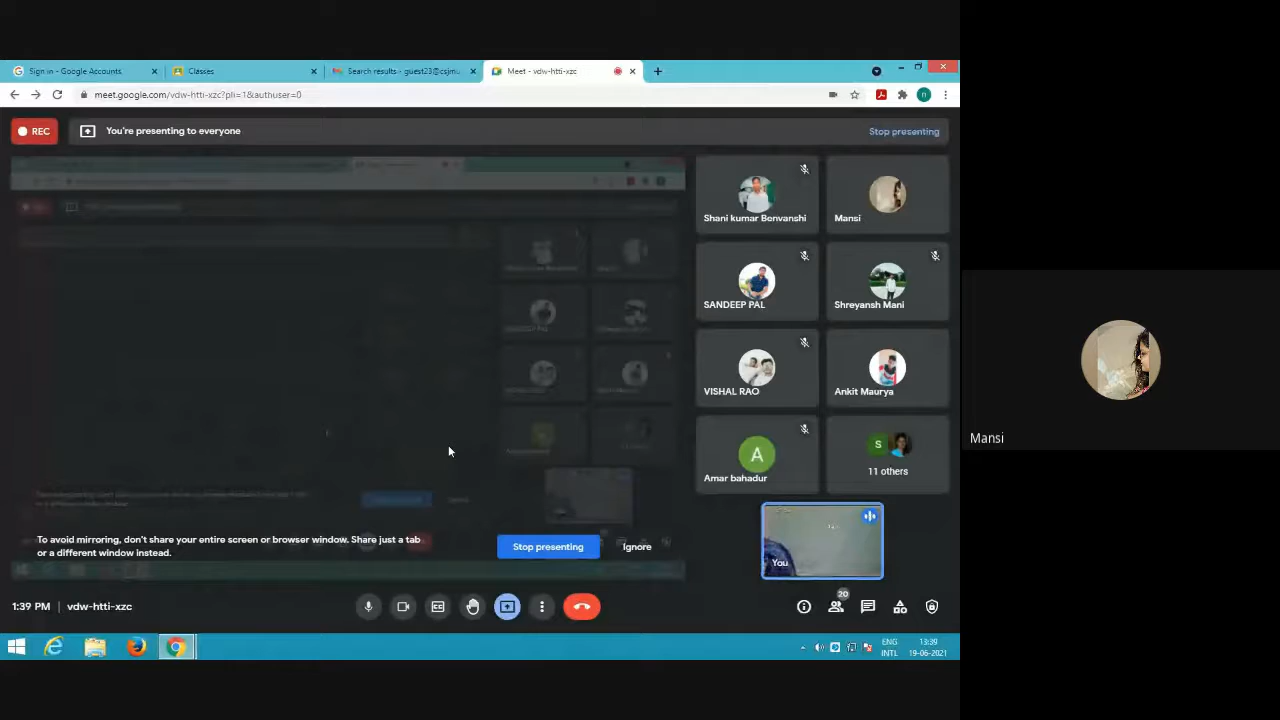 Sign in - Google Accounts
Classes
Search results - guest23@csjmu
Meet - vdw-htti-xzc
meet.google.com/vdw-htti-xzc?pli=1&authuser=0
n
REC
You're presenting to everyone
Stop presenting
Shani kumar Benvanshi
Mansi
SANDEEP PAL
Shreyansh Mani
VISHAL RAO
Ankit Maurya
A
Amar bahadur
S
11 others
To avoid mirroring, don't share your entire screen or browser window. Share just a tab
or a different window instead.
Stop presenting
Ignore
You
1:39 PM | vdw-htti-xzc
20
ENG
INTL
13:39
19-06-2021
Mansi